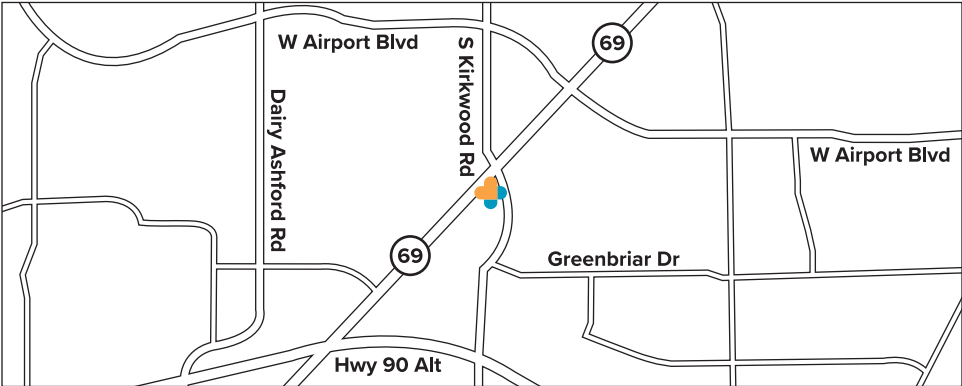 W Airport Blvd
69
S Kirkwood Rd
Dairy Ashford Rd
W Airport Blvd
69
Greenbriar Dr
Hwy 90 Alt